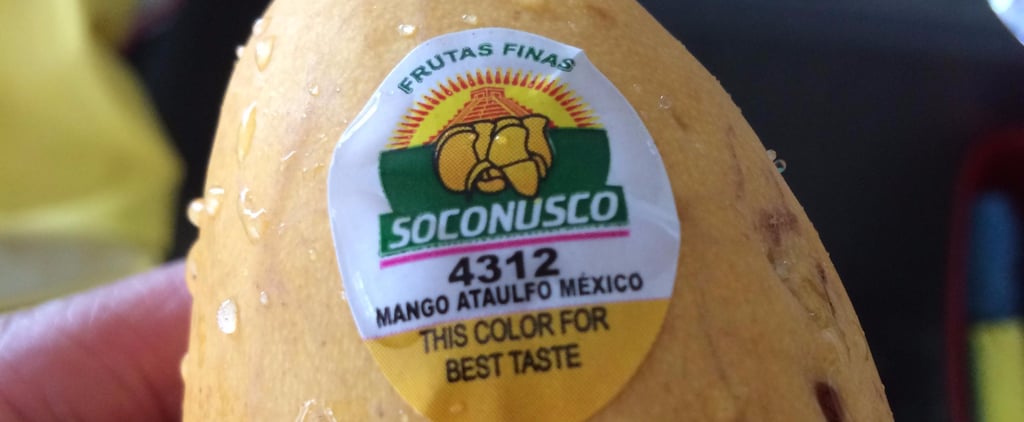 FRUTAS FINAS
SOCONUSCO
4312
MANGO ATAULFO MÉXICO
THIS COLOR FOR
BEST TASTE